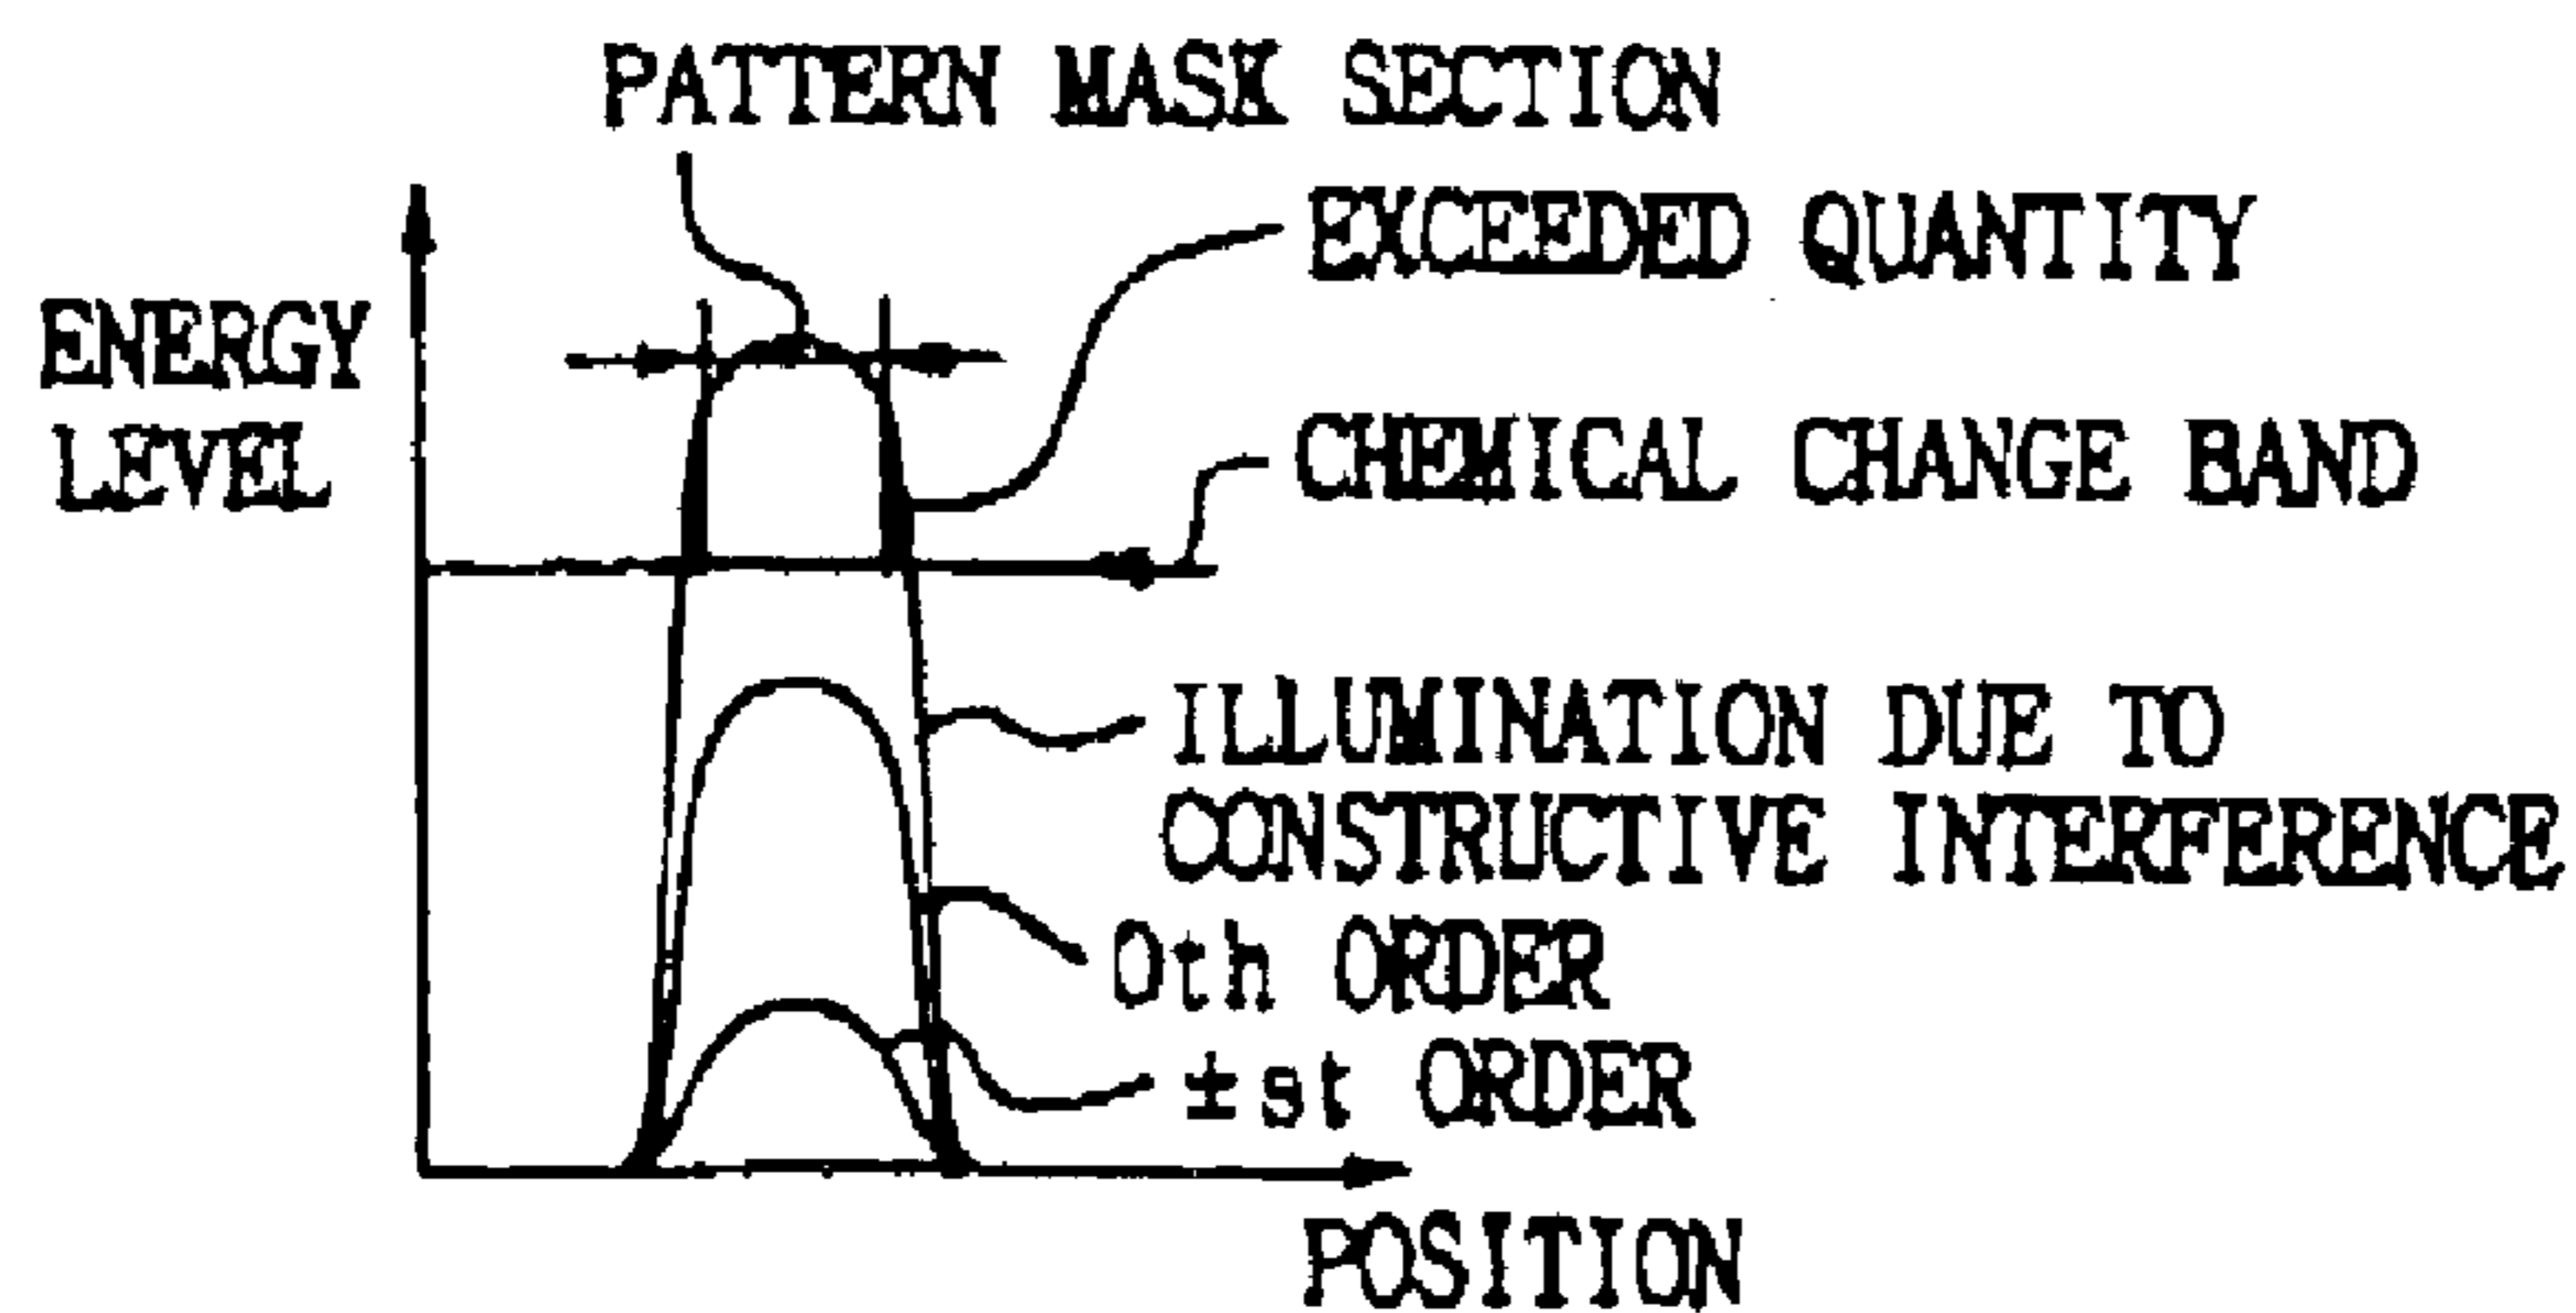 PATTERN MASK SECTION
EXCEEDED QUANTITY
ENERGY
LEVEL
CHEMICAL CHANGE BAND
ILLUMINATION DUE TO
CONSTRUCTIVE INTERFERENCE
0th ORDER
±st ORDER
POSITION